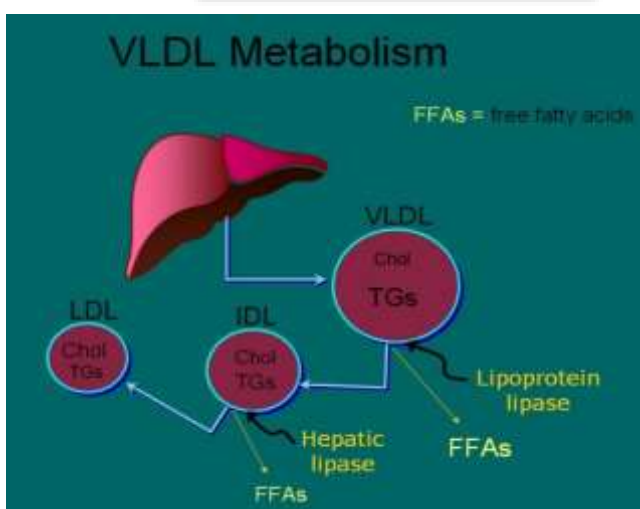 VLDL Metabolism
FFAs = free fatty acids
VLDL
Chol
TGs
LDL
Chol
TGs
IDL
Chol
TGs
Lipoprotein
lipase
FFAs
Hepatic
lipase
FFAs